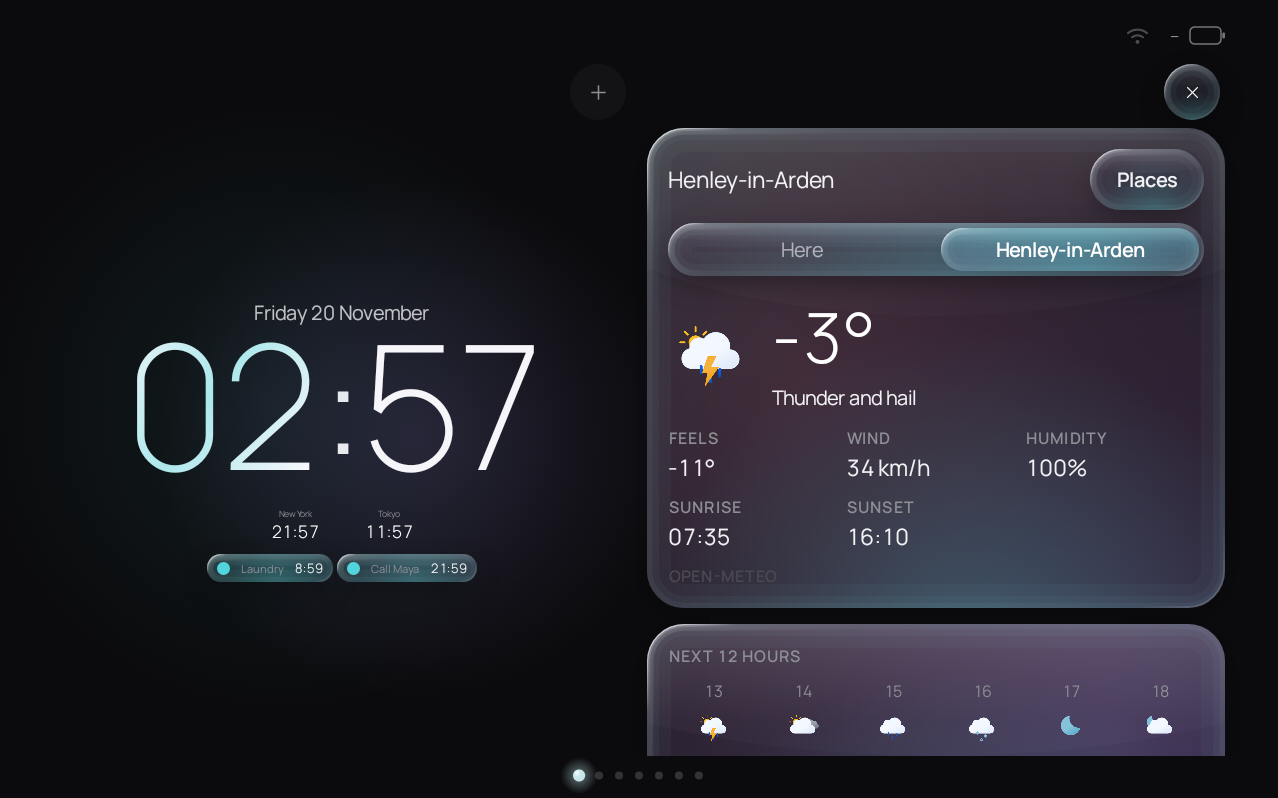 –
Friday 20 November
02:57
New York
Tokyo
21:57
11:57
Laundry 8:59
Call Maya 21:59
Henley-in-Arden
Places
Here
Henley-in-Arden
-3°
Thunder and hail
FEELS
WIND
HUMIDITY
-11°
34 km/h
100%
SUNRISE
SUNSET
07:35
16:10
OPEN-METEO
NEXT 12 HOURS
13 14 15 16 17 18